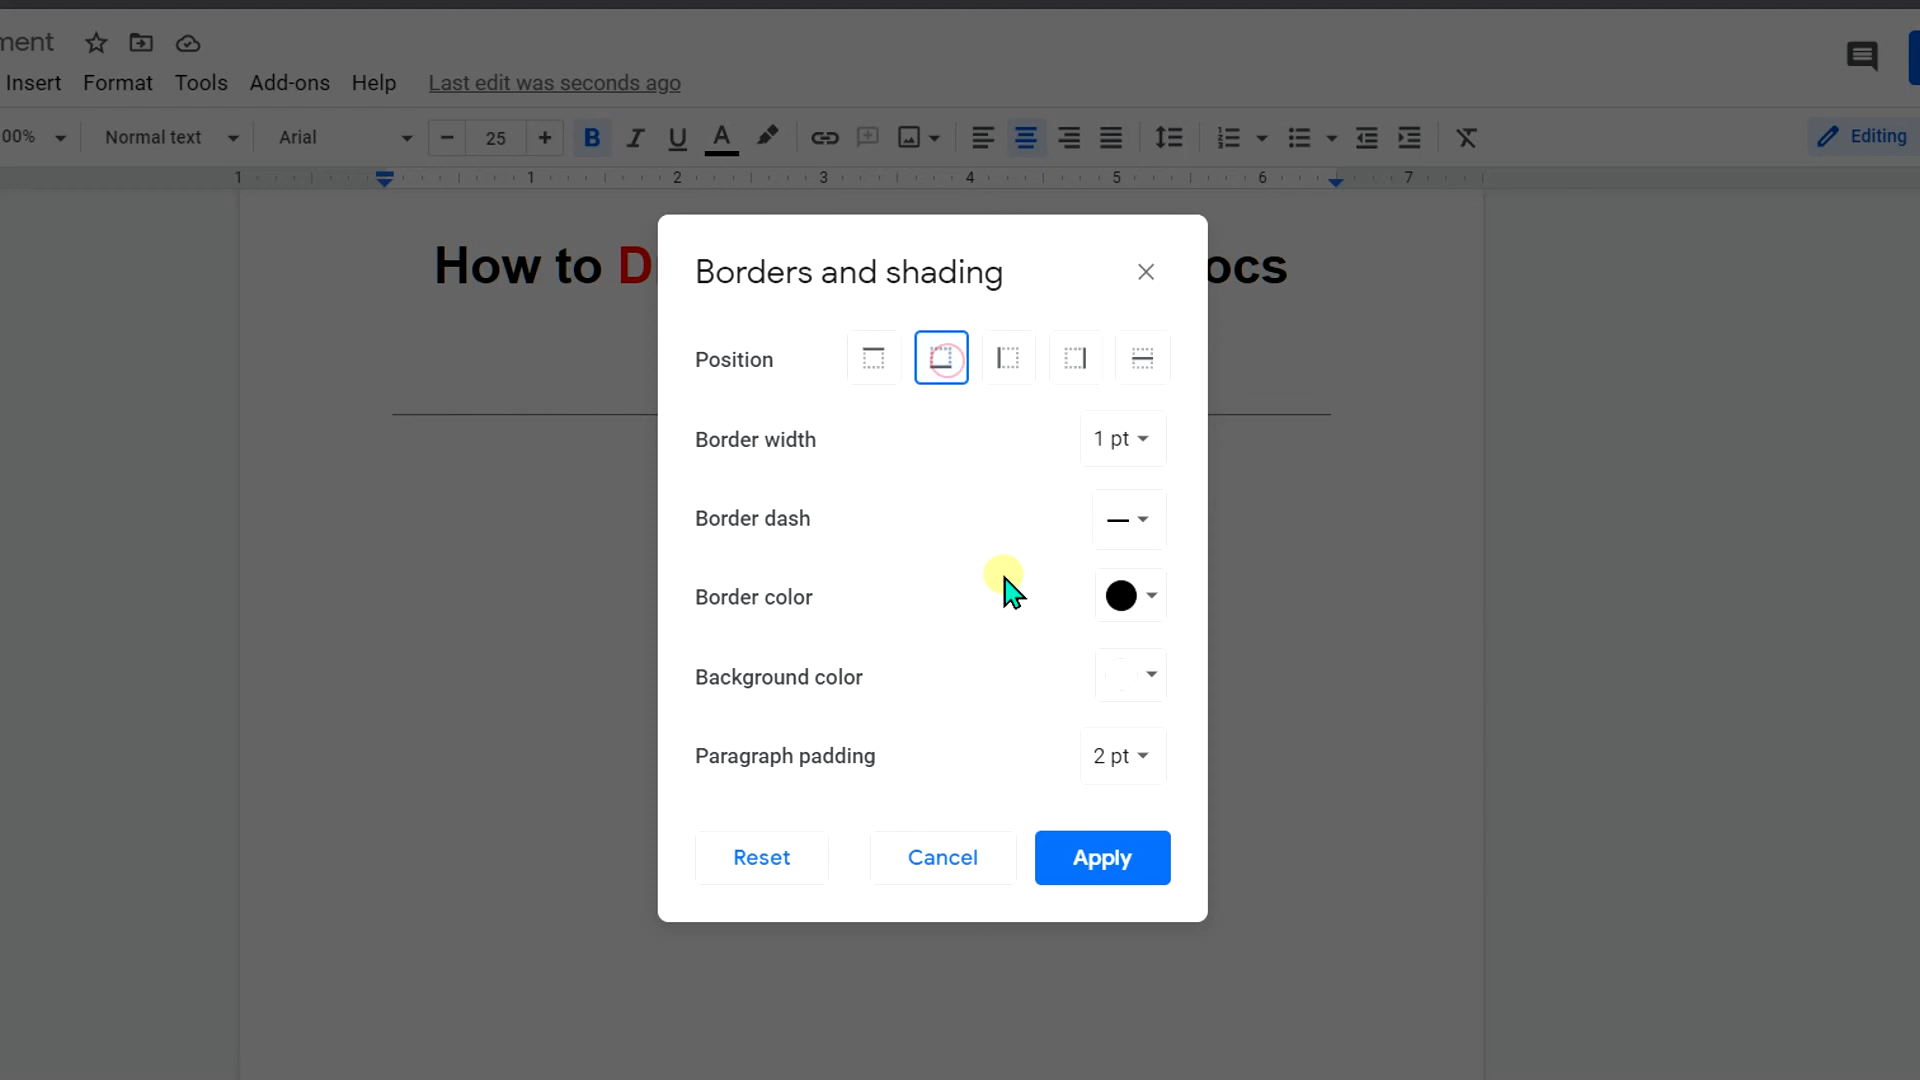 ment
Insert Format Tools Add-ons Help Last edit was seconds ago
00% Normal text Arial 25 B I U A Editing
1 1 2 3 4 5 6 7
How to D ocs
Borders and shading
Position
Border width 1 pt
Border dash
Border color
Background color
Paragraph padding 2 pt
Reset Cancel Apply